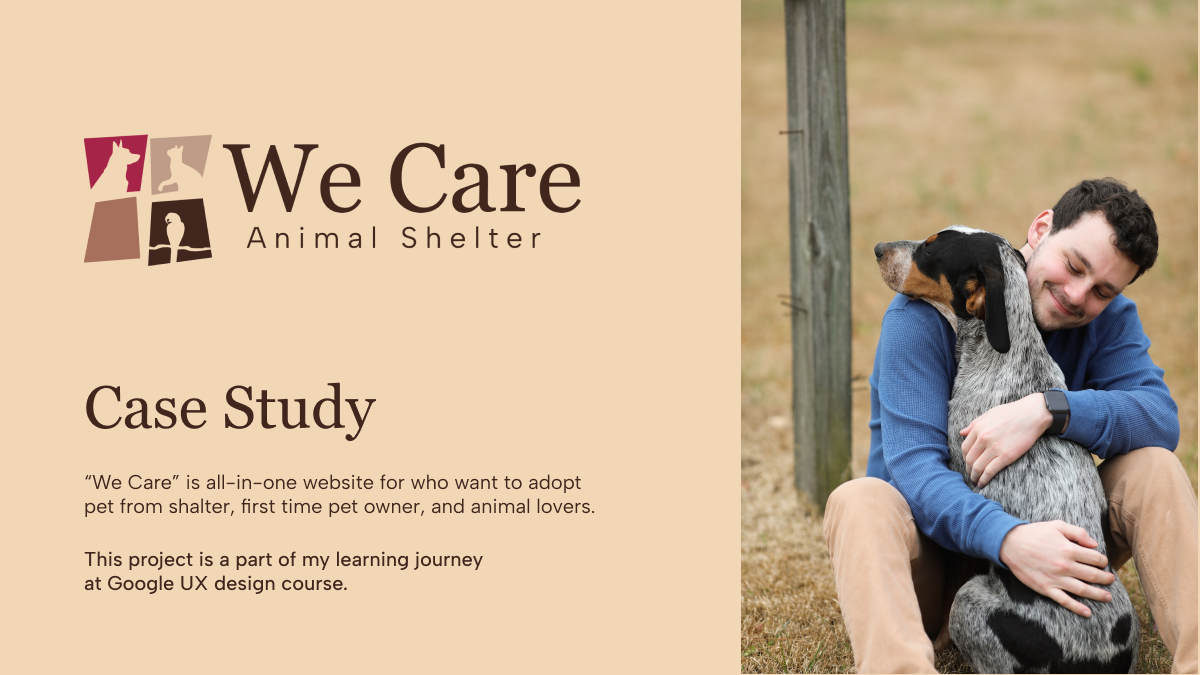 We Care
Animal Shelter
Case Study
“We Care” is all-in-one website for who want to adopt
pet from shalter, first time pet owner, and animal lovers.
This project is a part of my learning journey
at Google UX design course.